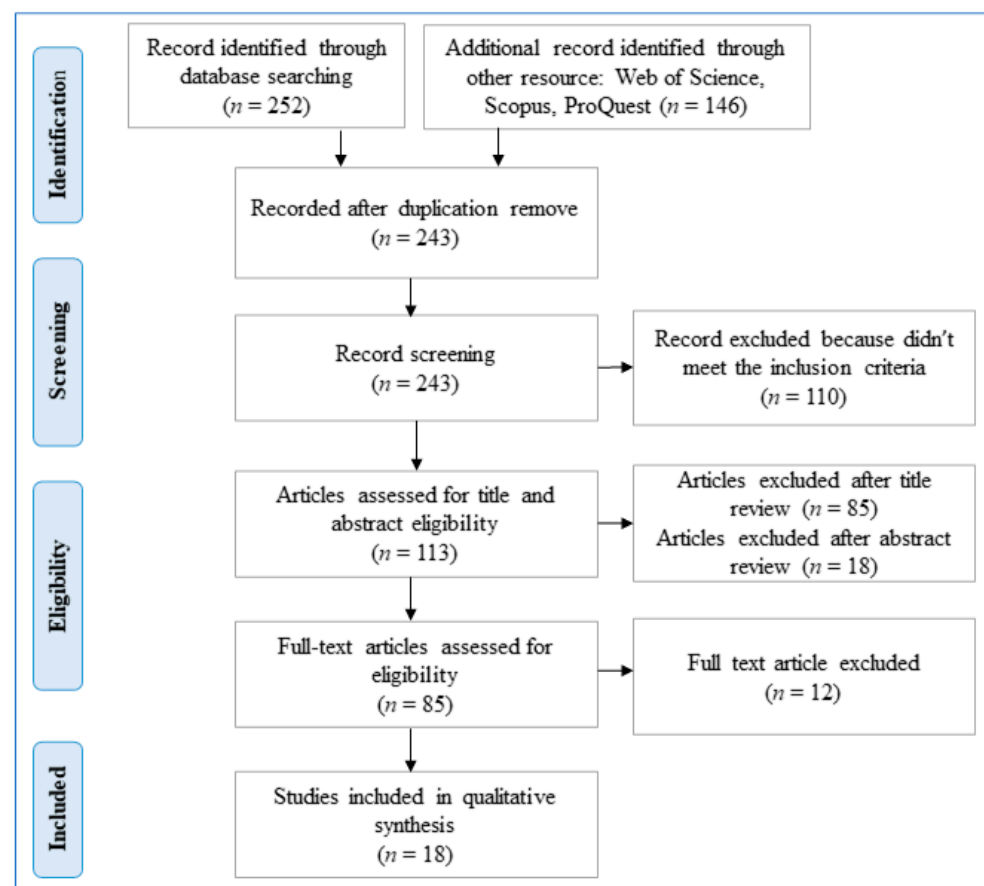 Identification
Record identified through
database searching
(n = 252)
Additional record identified through
other resource: Web of Science,
Scopus, ProQuest (n = 146)
Recorded after duplication remove
(n = 243)
Screening
Record screening
(n = 243)
Record excluded because didn't
meet the inclusion criteria
(n = 110)
Eligibility
Articles assessed for title and
abstract eligibility
(n = 113)
Articles excluded after title
review (n = 85)
Articles excluded after abstract
review (n = 18)
Full-text articles assessed for
eligibility
(n = 85)
Full text article excluded
(n = 12)
Included
Studies included in qualitative
synthesis
(n = 18)